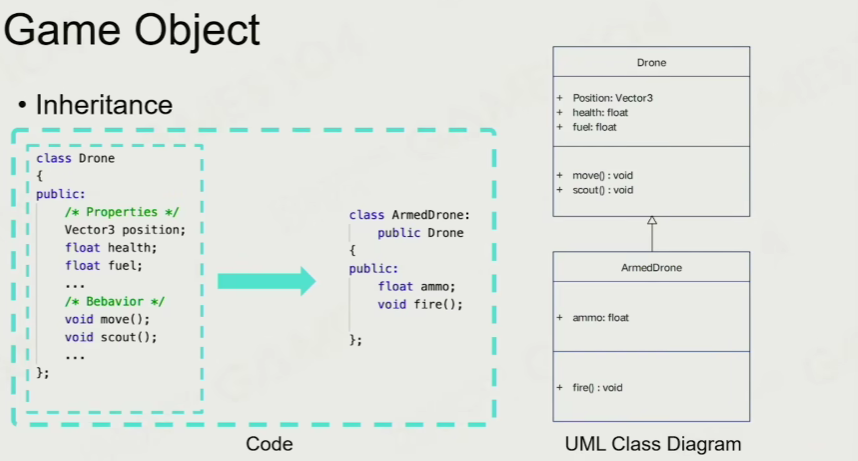 Game Object
• Inheritance
class Drone
{
public:
/* Properties */
Vector3 position;
float health;
float fuel;
...
/* Bebavior */
void move();
void scout();
...
};
class ArmedDrone:
public Drone
{
public:
float ammo;
void fire();
};
Code
Drone
+ Position: Vector3
+ health: float
+ fuel: float
+ move() : void
+ scout() : void
ArmedDrone
+ ammo: float
+ fire() : void
UML Class Diagram